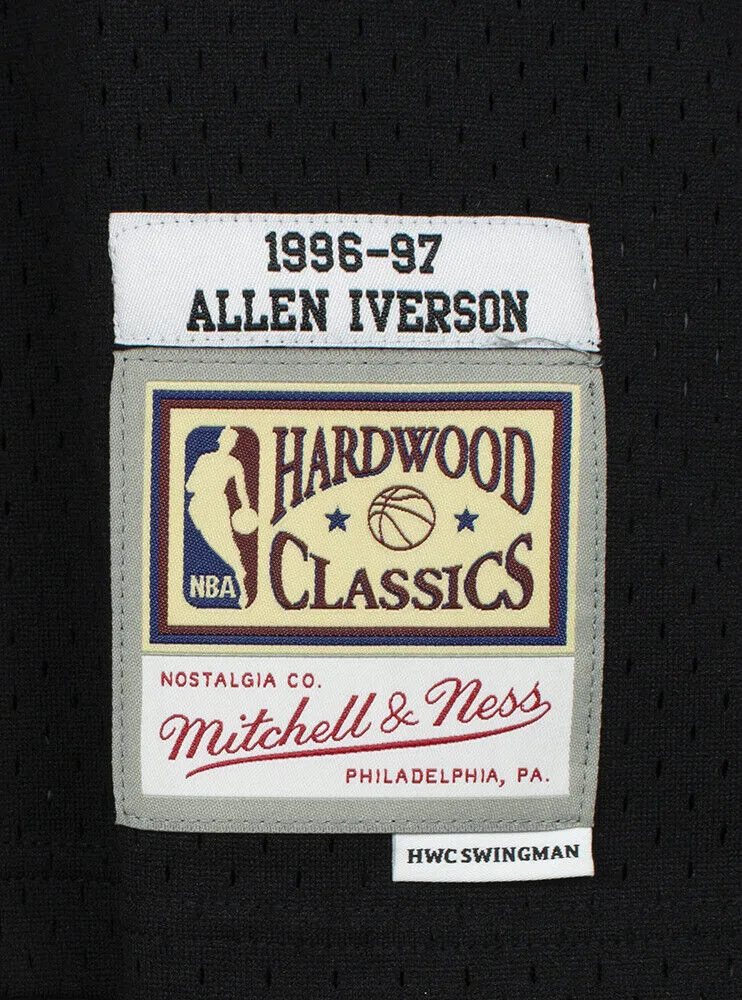 1996-97
ALLEN IVERSON
HARDWOOD
CLASSICS
NBA
NOSTALGIA CO.
Mitchell & Ness
PHILADELPHIA, PA.
HWC SWINGMAN